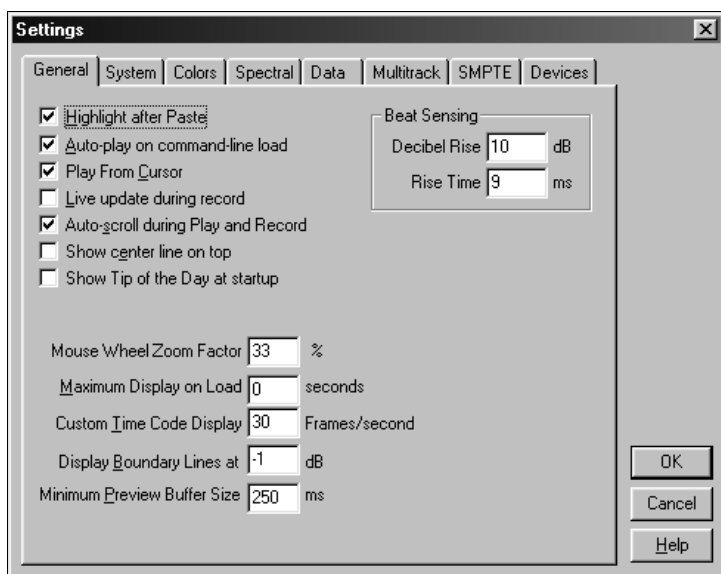 Settings
General System Colors Spectral Data Multitrack SMPTE Devices
Highlight after Paste
Auto-play on command-line load
Play From Cursor
Live update during record
Auto-scroll during Play and Record
Show center line on top
Show Tip of the Day at startup
Beat Sensing
Decibel Rise 10 dB
Rise Time 9 ms
Mouse Wheel Zoom Factor 33 %
Maximum Display on Load 0 seconds
Custom Time Code Display 30 Frames/second
Display Boundary Lines at -1 dB
Minimum Preview Buffer Size 250 ms
OK
Cancel
Help